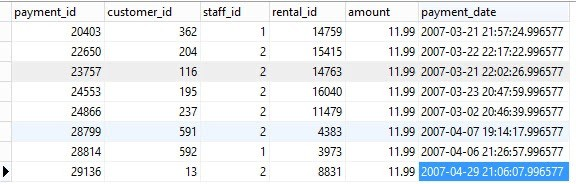 payment_id customer_id staff_id rental_id amount payment_date
20403 362 1 14759 11.99 2007-03-21 21:57:24.996577
22650 204 2 15415 11.99 2007-03-22 22:17:22.996577
23757 116 2 14763 11.99 2007-03-21 22:02:26.996577
24553 195 2 16040 11.99 2007-03-23 20:47:59.996577
24866 237 2 11479 11.99 2007-03-02 20:46:39.996577
28799 591 2 4383 11.99 2007-04-07 19:14:17.996577
28814 592 1 3973 11.99 2007-04-06 21:26:57.996577
29136 13 2 8831 11.99 2007-04-29 21:06:07.996577